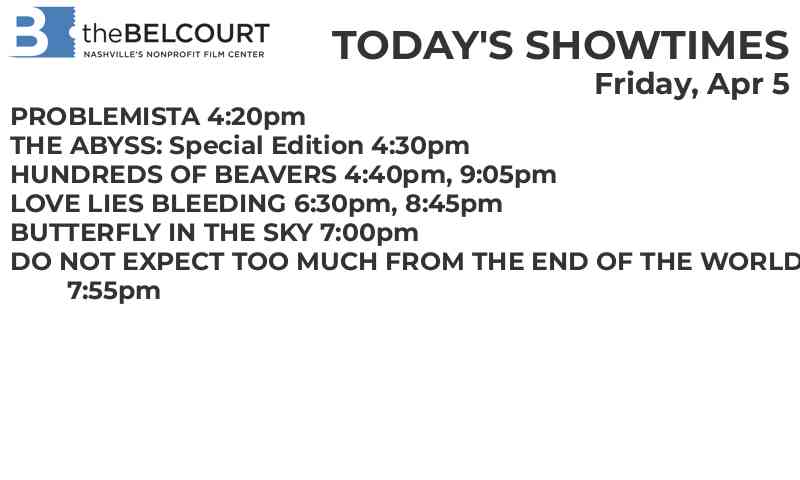 B theBELCOURT
NASHVILLE'S NONPROFIT FILM CENTER
TODAY'S SHOWTIMES
Friday, Apr 5
PROBLEMISTA 4:20pm
THE ABYSS: Special Edition 4:30pm
HUNDREDS OF BEAVERS 4:40pm, 9:05pm
LOVE LIES BLEEDING 6:30pm, 8:45pm
BUTTERFLY IN THE SKY 7:00pm
DO NOT EXPECT TOO MUCH FROM THE END OF THE WORLD
7:55pm